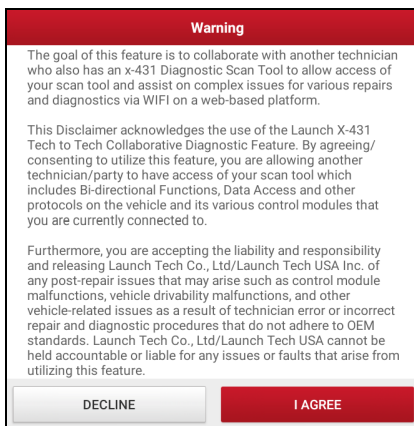 Warning
The goal of this feature is to collaborate with another technician
who also has an x-431 Diagnostic Scan Tool to allow access of
your scan tool and assist on complex issues for various repairs
and diagnostics via WIFI on a web-based platform.
This Disclaimer acknowledges the use of the Launch X-431
Tech to Tech Collaborative Diagnostic Feature. By agreeing/
consenting to utilize this feature, you are allowing another
technician/party to have access of your scan tool which
includes Bi-directional Functions, Data Access and other
protocols on the vehicle and its various control modules that
you are currently connected to.
Furthermore, you are accepting the liability and responsibility
and releasing Launch Tech Co., Ltd/Launch Tech USA Inc. of
any post-repair issues that may arise such as control module
malfunctions, vehicle drivability malfunctions, and other
vehicle-related issues as a result of technician error or incorrect
repair and diagnostic procedures that do not adhere to OEM
standards. Launch Tech Co., Ltd/Launch Tech USA cannot be
held accountable or liable for any issues or faults that arise from
utilizing this feature.
DECLINE
I AGREE